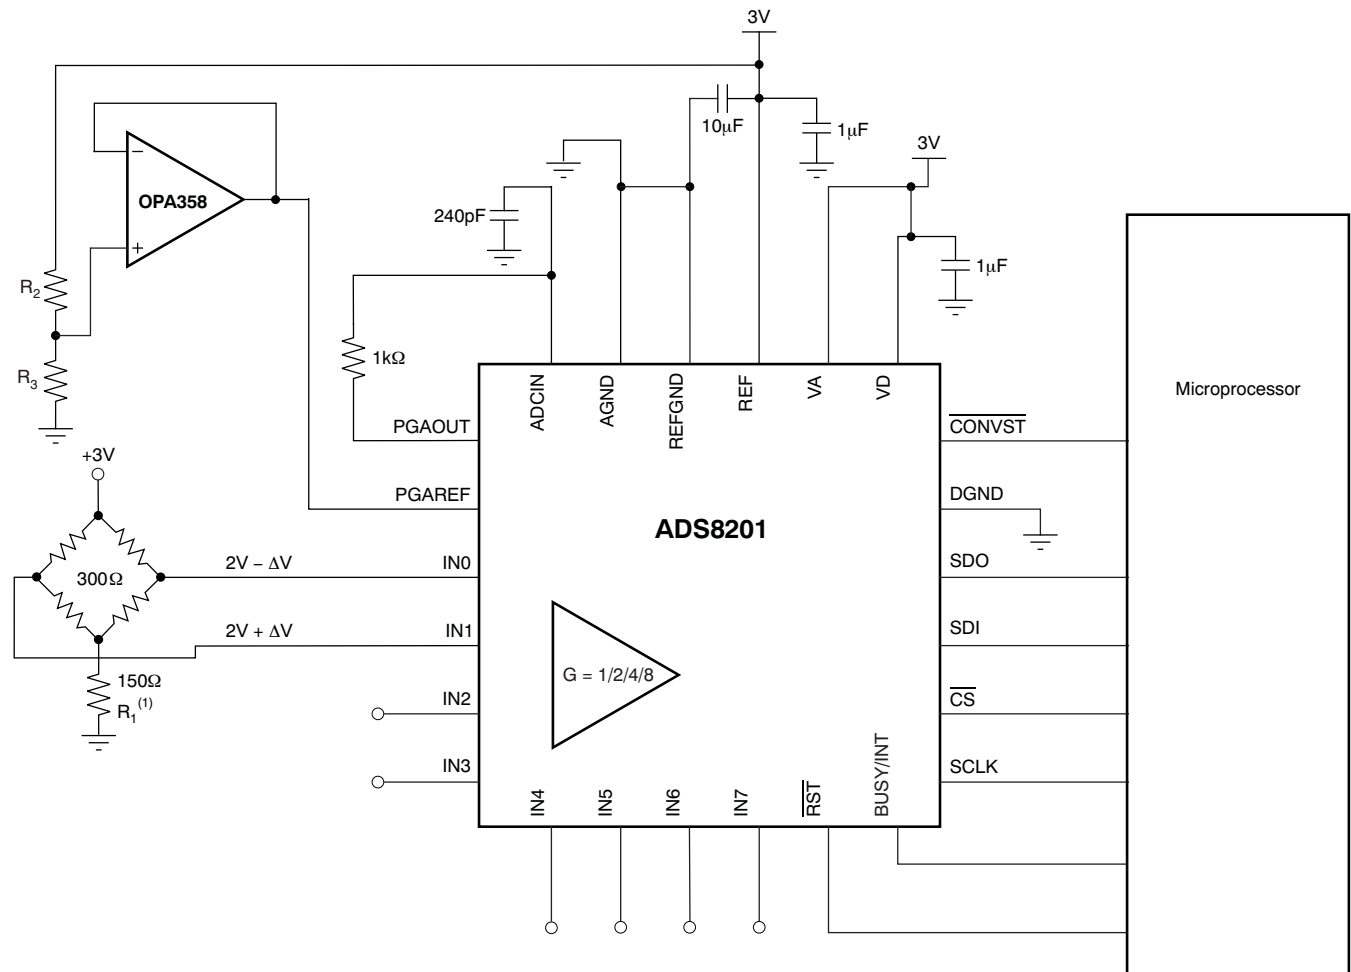 3V
10μF
1μF
3V
OPA358
240pF
1μF
R2
R3
1kΩ
ADCIN
AGND
REFGND
REF
VA
VD
Microprocessor
PGAOUT
CONVST
+3V
PGAREF
DGND
ADS8201
300Ω
2V − ΔV
IN0
SDO
2V + ΔV
IN1
SDI
G = 1/2/4/8
150Ω
R1(1)
IN2
CS
IN3
SCLK
IN4
IN5
IN6
IN7
RST
BUSY/INT
−
+